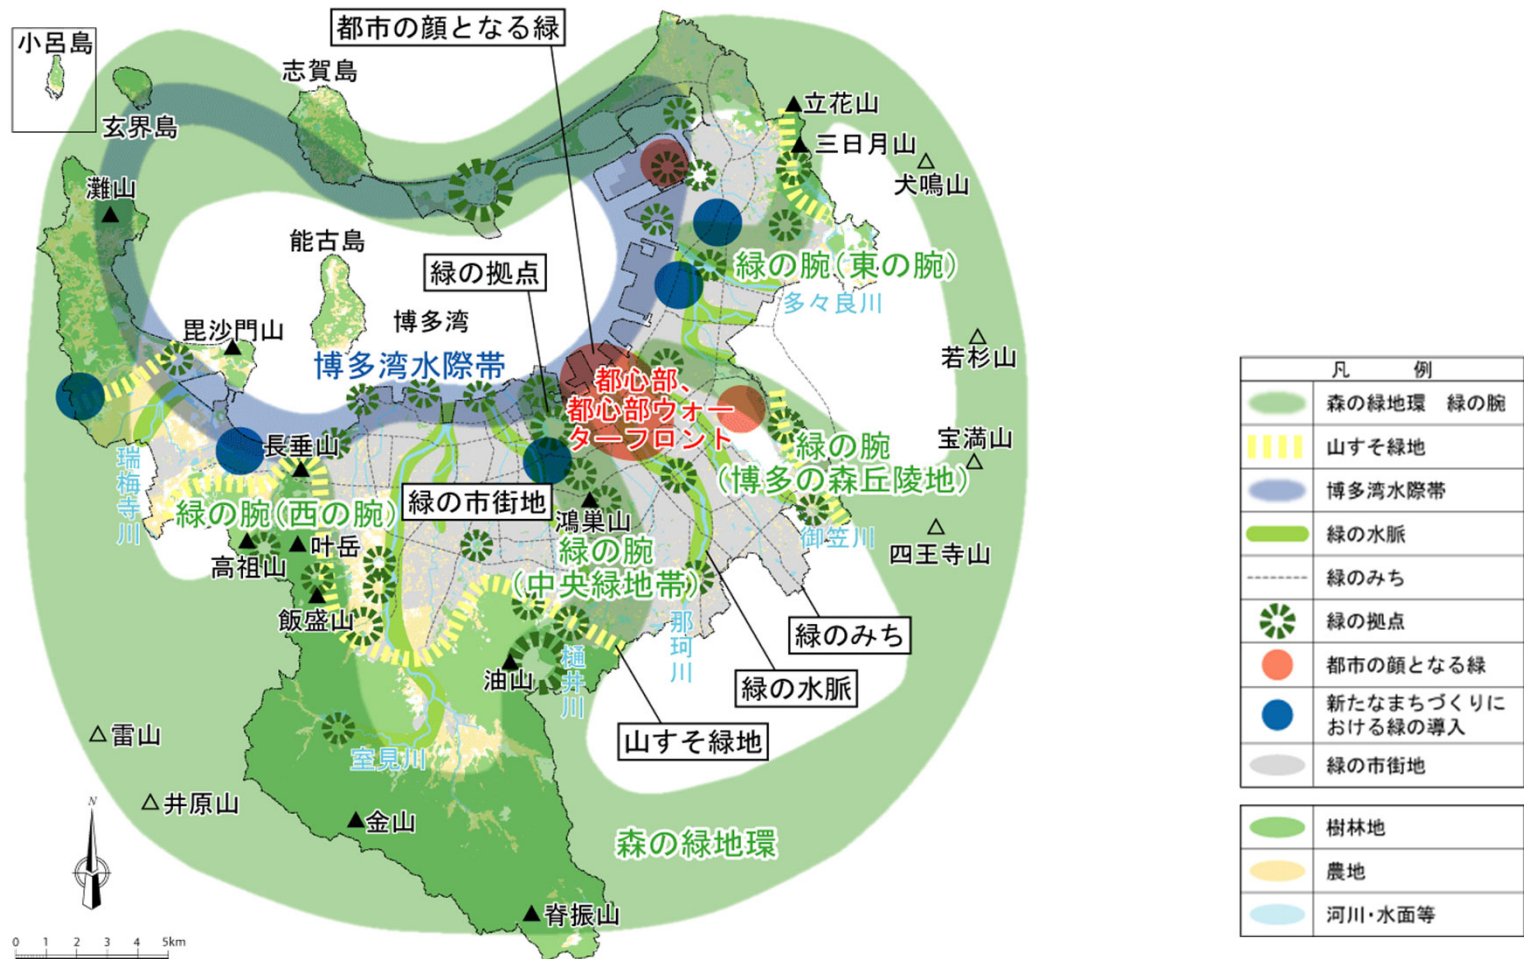 都市の顔となる緑
小呂島
志賀島
玄界島
立花山
三日月山
犬鳴山
灘山
能古島
緑の拠点
緑の腕(東の腕)
多々良川
博多湾
毘沙門山
博多湾水際帯
若杉山
都心部、
都心部ウォー
ターフロント
長垂山
緑の腕
(博多の森丘陵地)
宝満山
瑞梅寺川
緑の腕(西の腕)
緑の市街地
鴻巣山
御笠川
四王寺山
高祖山
叶岳
緑の腕
(中央緑地帯)
飯盛山
那珂川
緑のみち
樋井川
油山
緑の水脈
山すそ緑地
雷山
室見川
井原山
金山
森の緑地環
脊振山
N
0 1 2 3 4 5km
凡 例
森の緑地環 緑の腕
山すそ緑地
博多湾水際帯
緑の水脈
緑のみち
緑の拠点
都市の顔となる緑
新たなまちづくりに
おける緑の導入
緑の市街地
樹林地
農地
河川・水面等